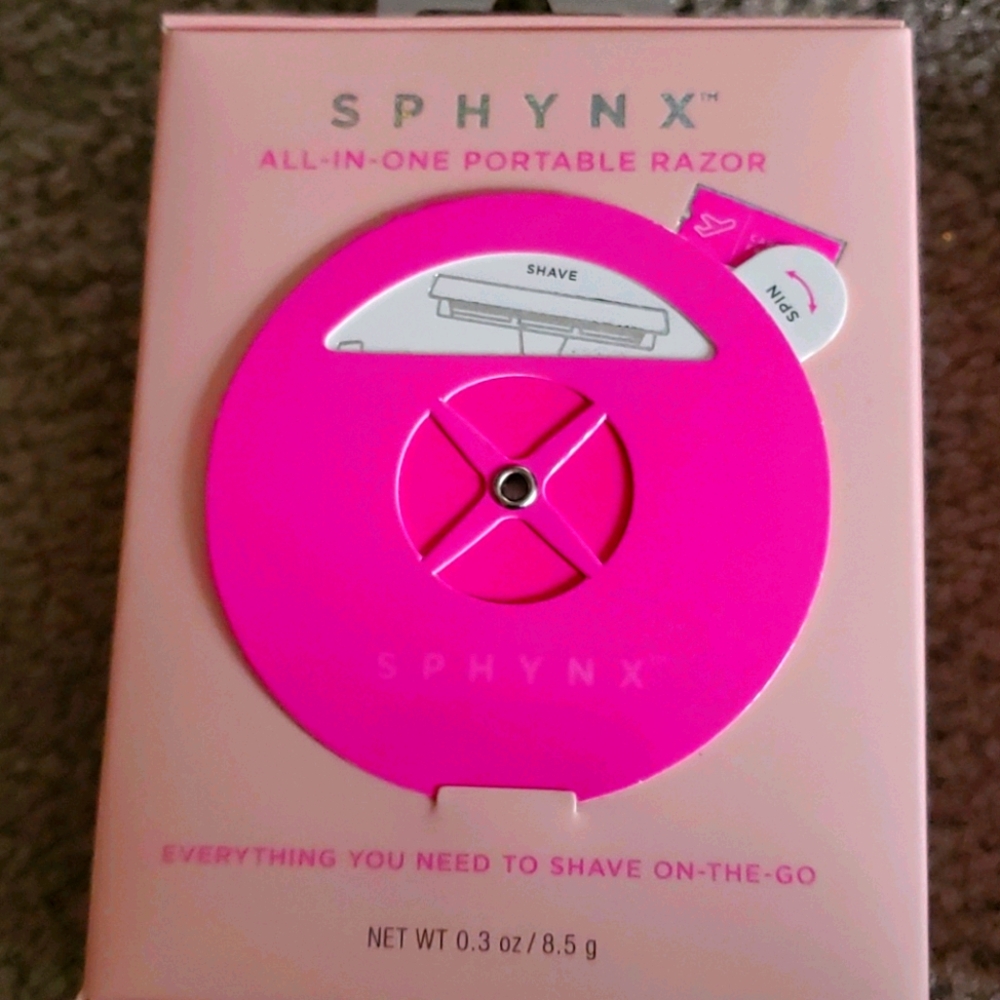 SPHYNX™
ALL-IN-ONE PORTABLE RAZOR
SHAVE
SPIN
SPHYNX™
EVERYTHING YOU NEED TO SHAVE ON-THE-GO
NET WT 0.3 oz / 8.5 g